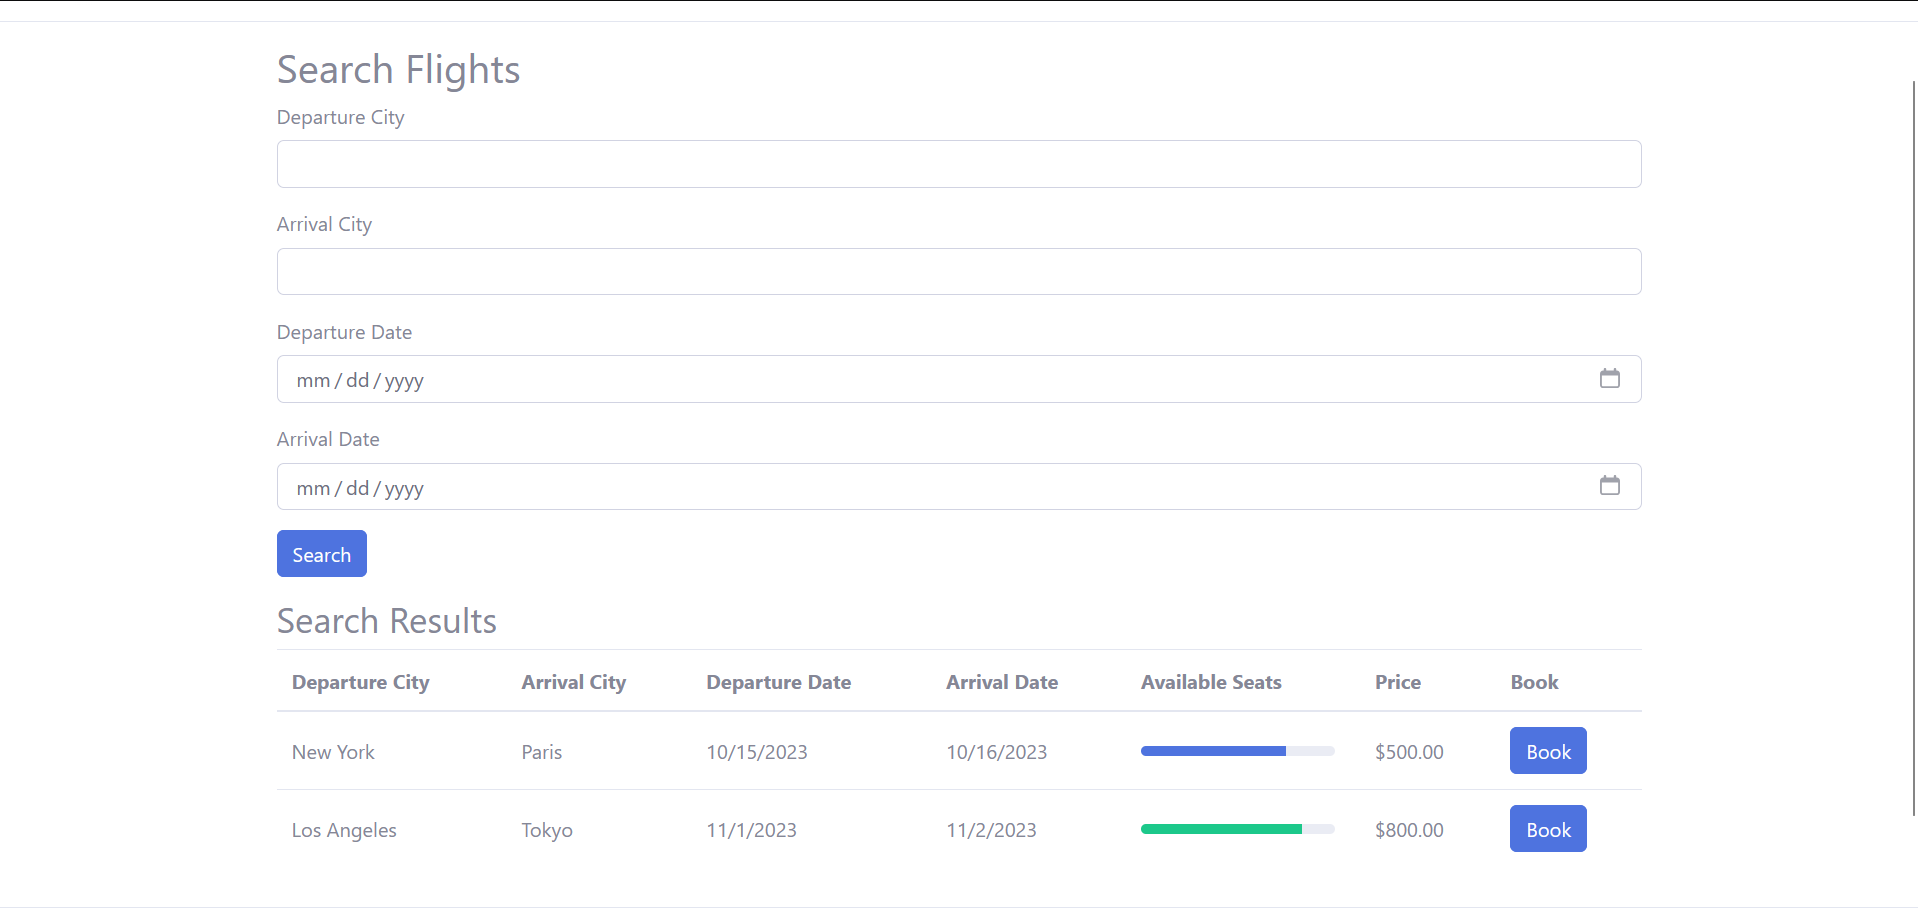 Search Flights
Departure City
Arrival City
Departure Date
mm/dd/yyyy
Arrival Date
mm/dd/yyyy
Search
Search Results
Departure City Arrival City Departure Date Arrival Date Available Seats Price Book
New York Paris 10/15/2023 10/16/2023 $500.00 Book
Los Angeles Tokyo 11/1/2023 11/2/2023 $800.00 Book